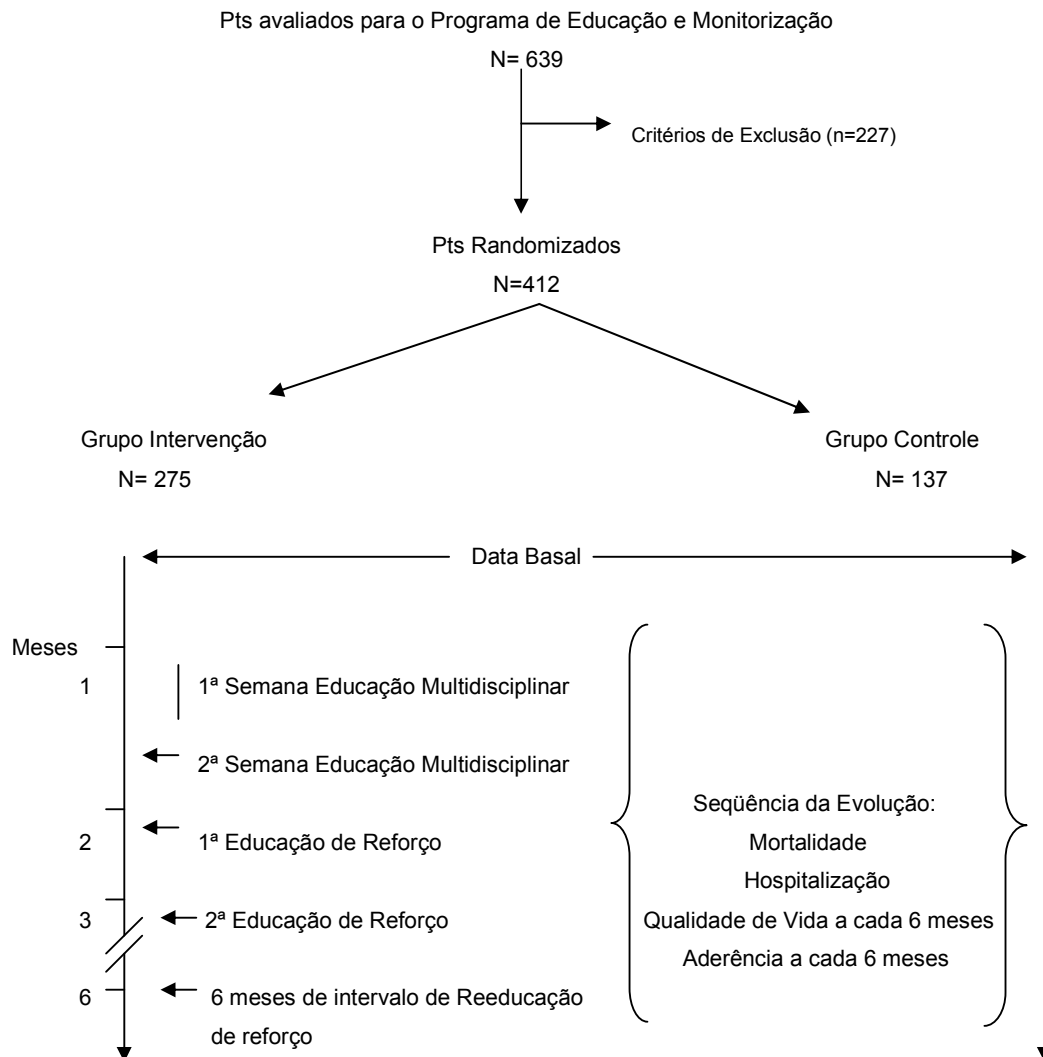 Pts avaliados para o Programa de Educação e Monitorização
N= 639
Critérios de Exclusão (n=227)
Pts Randomizados
N=412
Grupo Intervenção
N= 275
Grupo Controle
N= 137
Data Basal
Meses
1
1ª Semana Educação Multidisciplinar
2ª Semana Educação Multidisciplinar
2
1ª Educação de Reforço
3
2ª Educação de Reforço
6
6 meses de intervalo de Reeducação
de reforço
Seqüência da Evolução:
Mortalidade
Hospitalização
Qualidade de Vida a cada 6 meses
Aderência a cada 6 meses